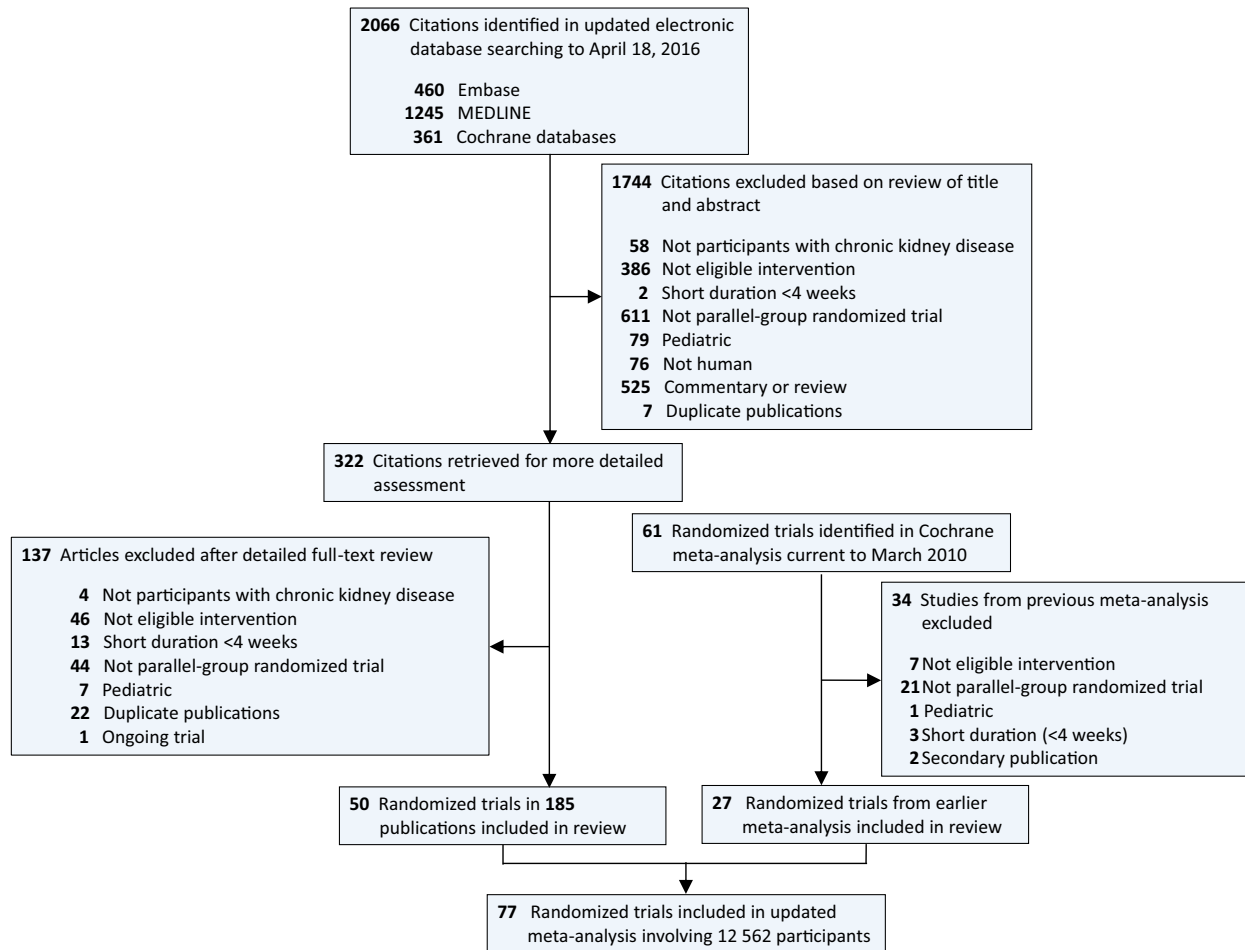 2066 Citations identified in updated electronic
database searching to April 18, 2016
460 Embase
1245 MEDLINE
361 Cochrane databases
1744 Citations excluded based on review of title
and abstract
58 Not participants with chronic kidney disease
386 Not eligible intervention
2 Short duration <4 weeks
611 Not parallel-group randomized trial
79 Pediatric
76 Not human
525 Commentary or review
7 Duplicate publications
322 Citations retrieved for more detailed
assessment
137 Articles excluded after detailed full-text review
4 Not participants with chronic kidney disease
46 Not eligible intervention
13 Short duration <4 weeks
44 Not parallel-group randomized trial
7 Pediatric
22 Duplicate publications
1 Ongoing trial
61 Randomized trials identified in Cochrane
meta-analysis current to March 2010
34 Studies from previous meta-analysis
excluded
7 Not eligible intervention
21 Not parallel-group randomized trial
1 Pediatric
3 Short duration (<4 weeks)
2 Secondary publication
50 Randomized trials in 185
publications included in review
27 Randomized trials from earlier
meta-analysis included in review
77 Randomized trials included in updated
meta-analysis involving 12 562 participants